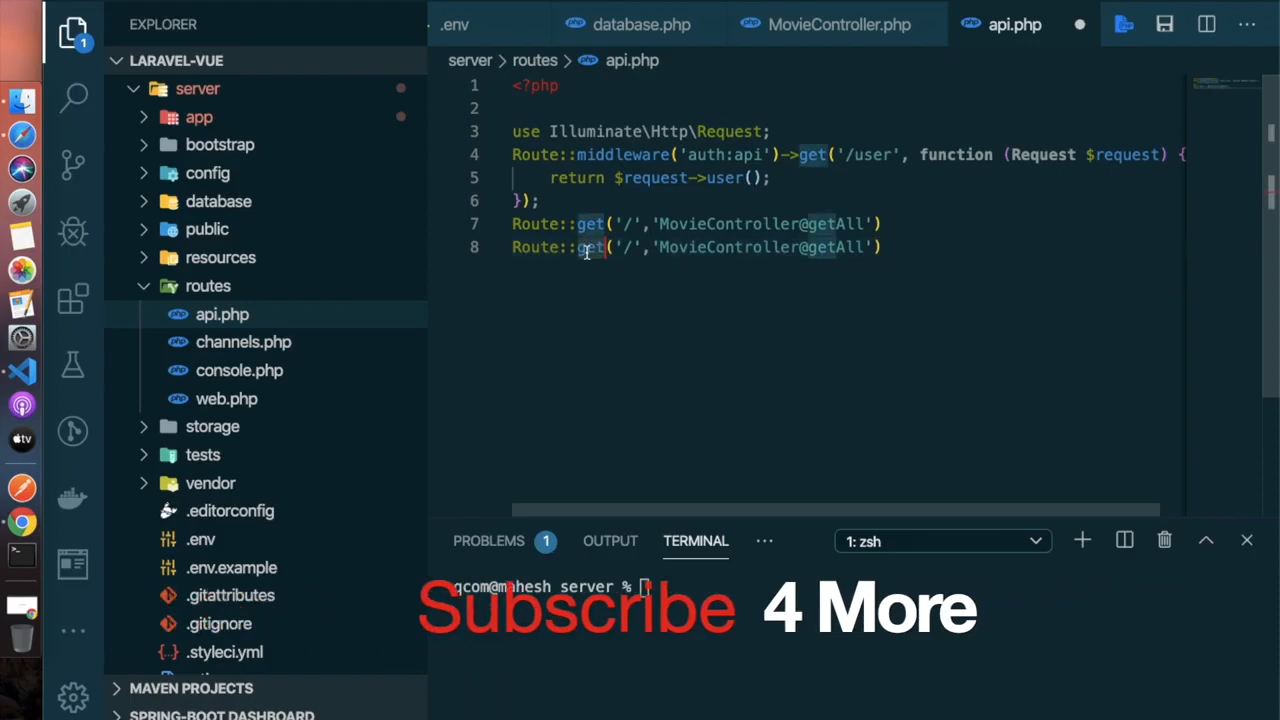 EXPLORER
.env
database.php
MovieController.php
api.php
1
LARAVEL-VUE
server
app
bootstrap
config
database
public
resources
routes
api.php
channels.php
console.php
web.php
storage
tests
vendor
.editorconfig
.env
.env.example
.gitattributes
.gitignore
.styleci.yml
MAVEN PROJECTS
SPRING-BOOT DASHBOARD
server > routes > api.php
1 <?php
2
3 use Illuminate\Http\Request;
4 Route::middleware('auth:api')->get('/user', function (Request $request) {
5 return $request->user();
6 });
7 Route::get('/','MovieController@getAll')
8 Route::get('/','MovieController@getAll')
PROBLEMS 1 OUTPUT TERMINAL ··· 1: zsh
qcom@mahesh server %
Subscribe 4 More
tv